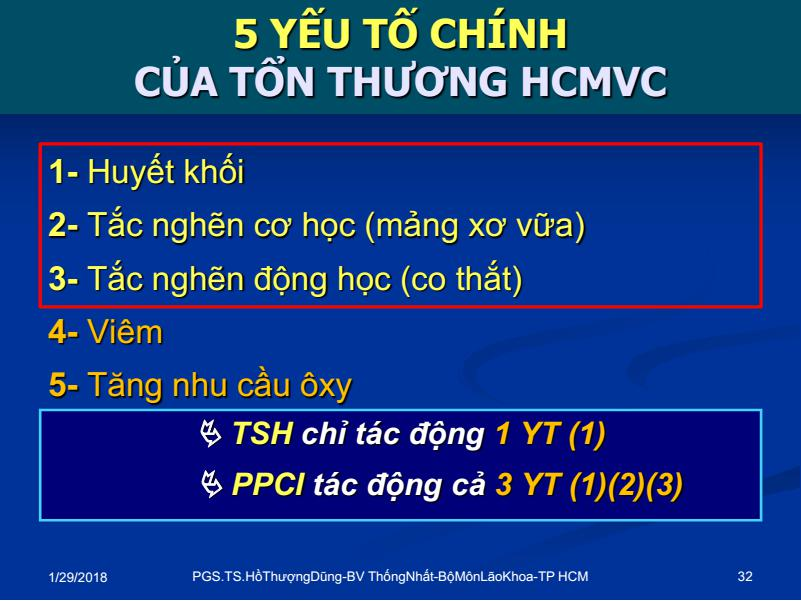 5 YẾU TỐ CHÍNH
CỦA TỔN THƯƠNG HCMVC
1- Huyết khối
2- Tắc nghẽn cơ học (mảng xơ vữa)
3- Tắc nghẽn động học (co thắt)
4- Viêm
5- Tăng nhu cầu ôxy
TSH chỉ tác động 1 YT (1)
PPCI tác động cả 3 YT (1)(2)(3)
1/29/2018 PGS.TS.HồThượngDũng-BV ThốngNhất-BộMônLãoKhoa-TP HCM 32